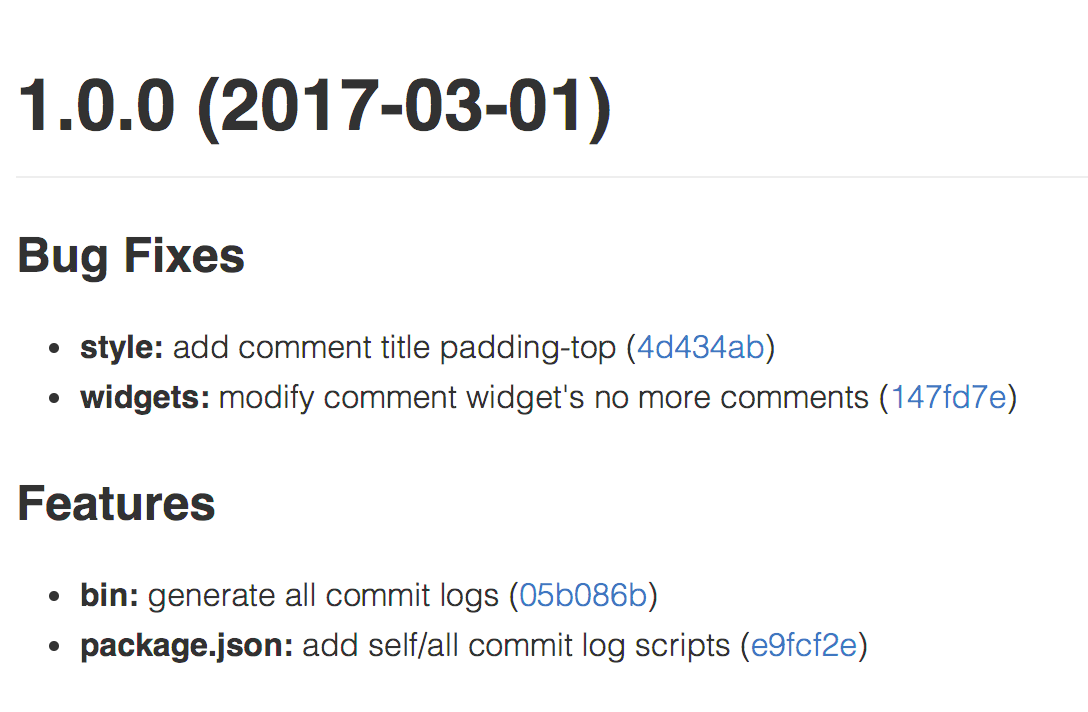 1.0.0 (2017-03-01)
Bug Fixes
• style: add comment title padding-top (4d434ab)
• widgets: modify comment widget's no more comments (147fd7e)
Features
• bin: generate all commit logs (05b086b)
• package.json: add self/all commit log scripts (e9fcf2e)